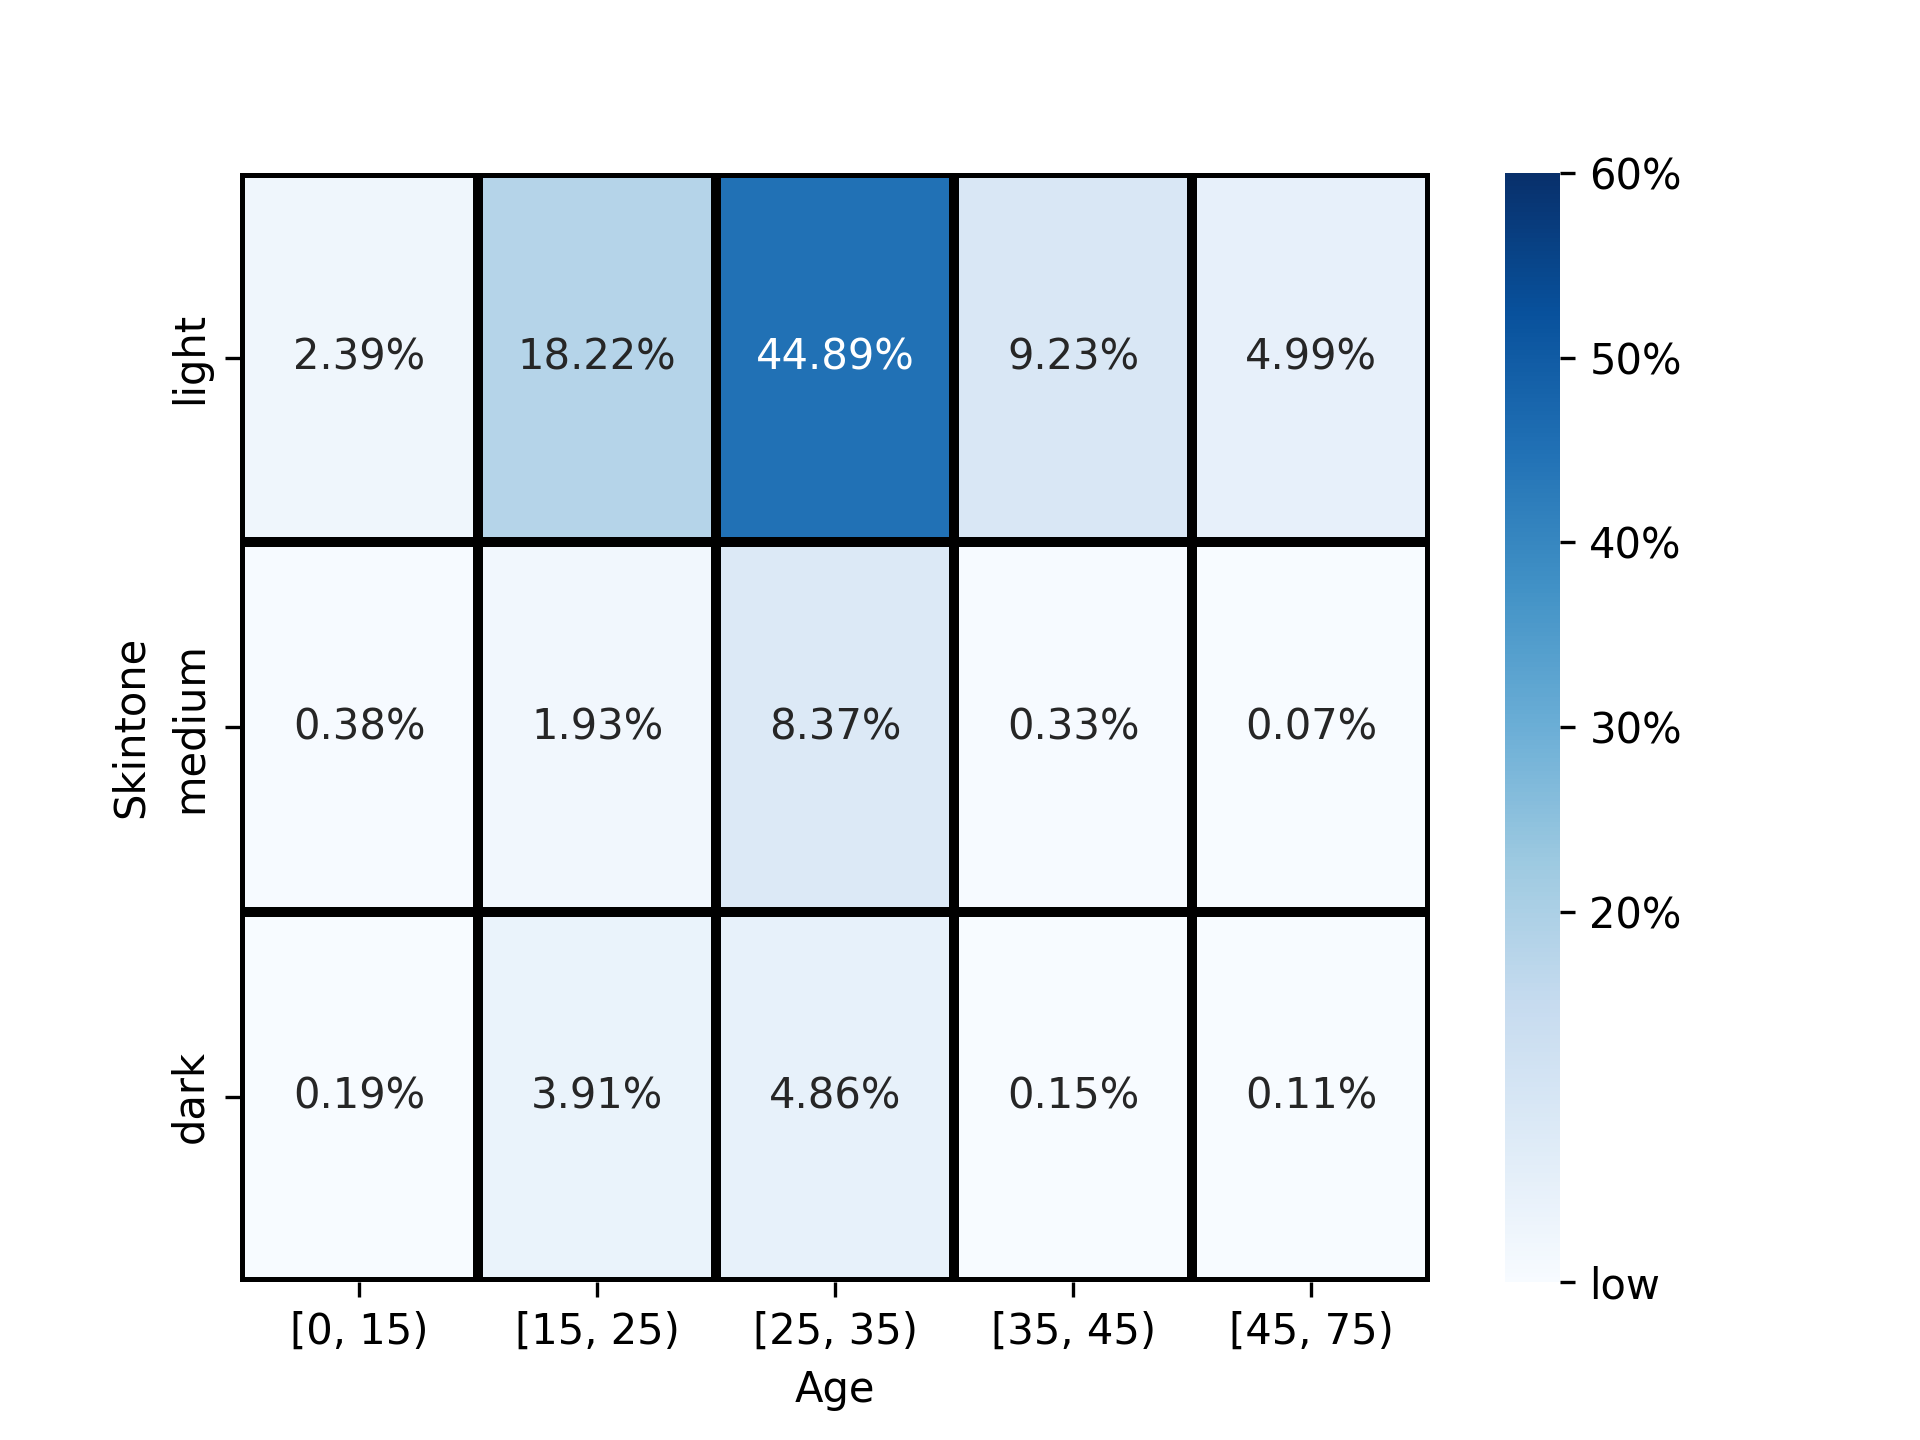 60%
50%
40%
30%
20%
low
Skintone
light
2.39% 18.22% 44.89% 9.23% 4.99%
medium
0.38% 1.93% 8.37% 0.33% 0.07%
dark
0.19% 3.91% 4.86% 0.15% 0.11%
[0, 15) [15, 25) [25, 35) [35, 45) [45, 75)
Age